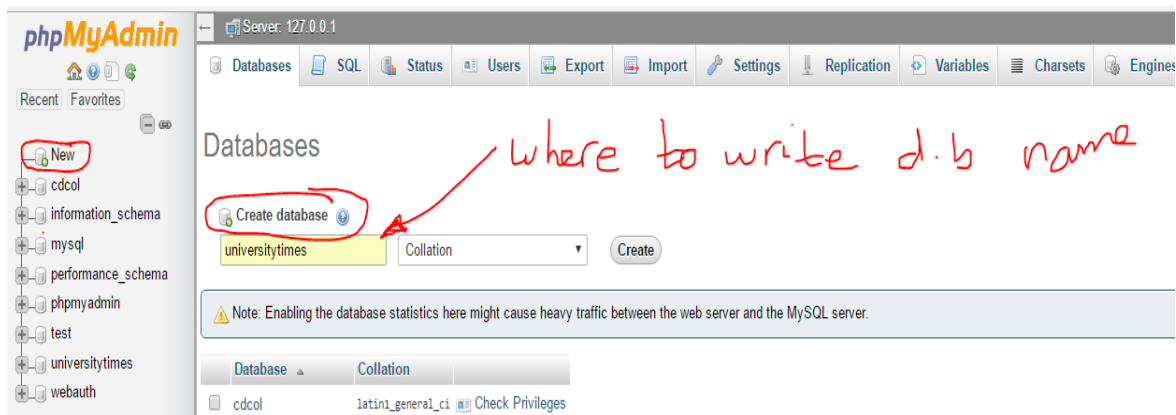 phpMyAdmin
Recent Favorites
New
cdcol
information_schema
mysql
performance_schema
phpmyadmin
test
universitytimes
webauth
Server: 127.0.0.1
Databases SQL Status Users Export Import Settings Replication Variables Charsets Engines
Databases
where to write d.b name
Create database
universitytimes Collation Create
Note: Enabling the database statistics here might cause heavy traffic between the web server and the MySQL server.
Database Collation
cdcol latin1_general_ci Check Privileges